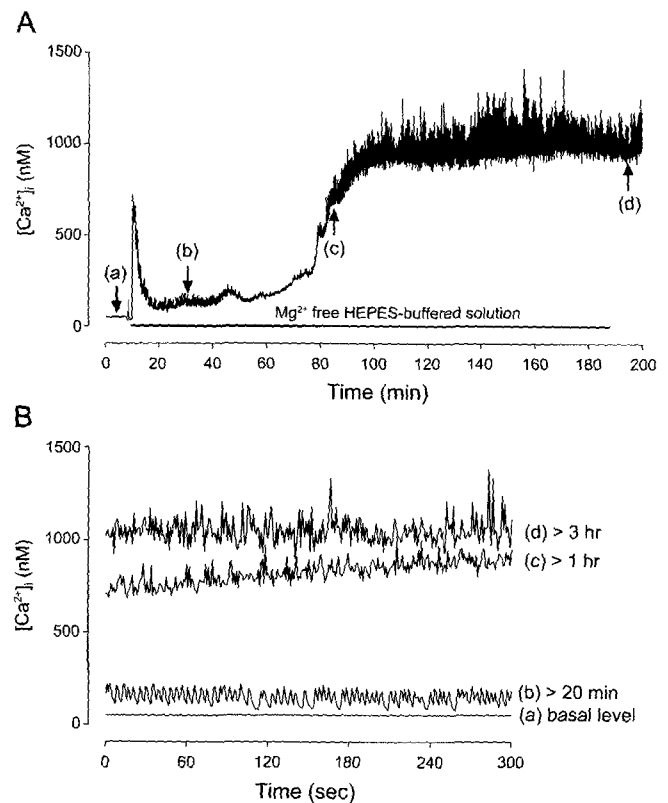 A
1500
1000
500
0
[Ca²⁺]ᵢ (nM)
(a)
(b)
(c)
(d)
Mg²⁺ free HEPES-buffered solution
0 20 40 60 80 100 120 140 160 180 200
Time (min)
B
1500
1000
500
0
[Ca²⁺]ᵢ (nM)
(d) > 3 hr
(c) > 1 hr
(b) > 20 min
(a) basal level
0 60 120 180 240 300
Time (sec)